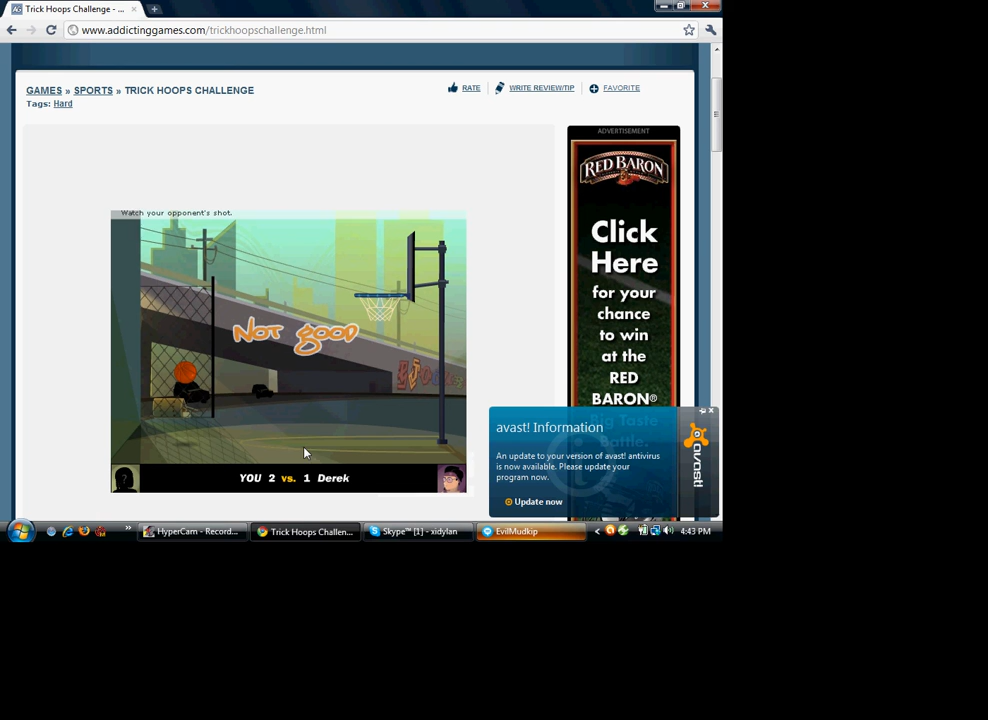 Trick Hoops Challenge - ...
www.addictinggames.com/trickhoopschallenge.html
GAMES » SPORTS » TRICK HOOPS CHALLENGE
RATE
WRITE REVIEW/TIP
FAVORITE
Tags: Hard
ADVERTISEMENT
RED BARON
Click
Here
for your
chance
to win
at the
RED
BARON®
Big Taste
Battle.
Watch your opponent's shot.
Not good
YOU 2 vs. 1 Derek
?
avast! Information
An update to your version of avast! antivirus
is now available. Please update your
program now.
Update now
avast!
HyperCam - Record...
Trick Hoops Challen...
Skype™ [1] - xidylan
EvilMudkip
4:43 PM